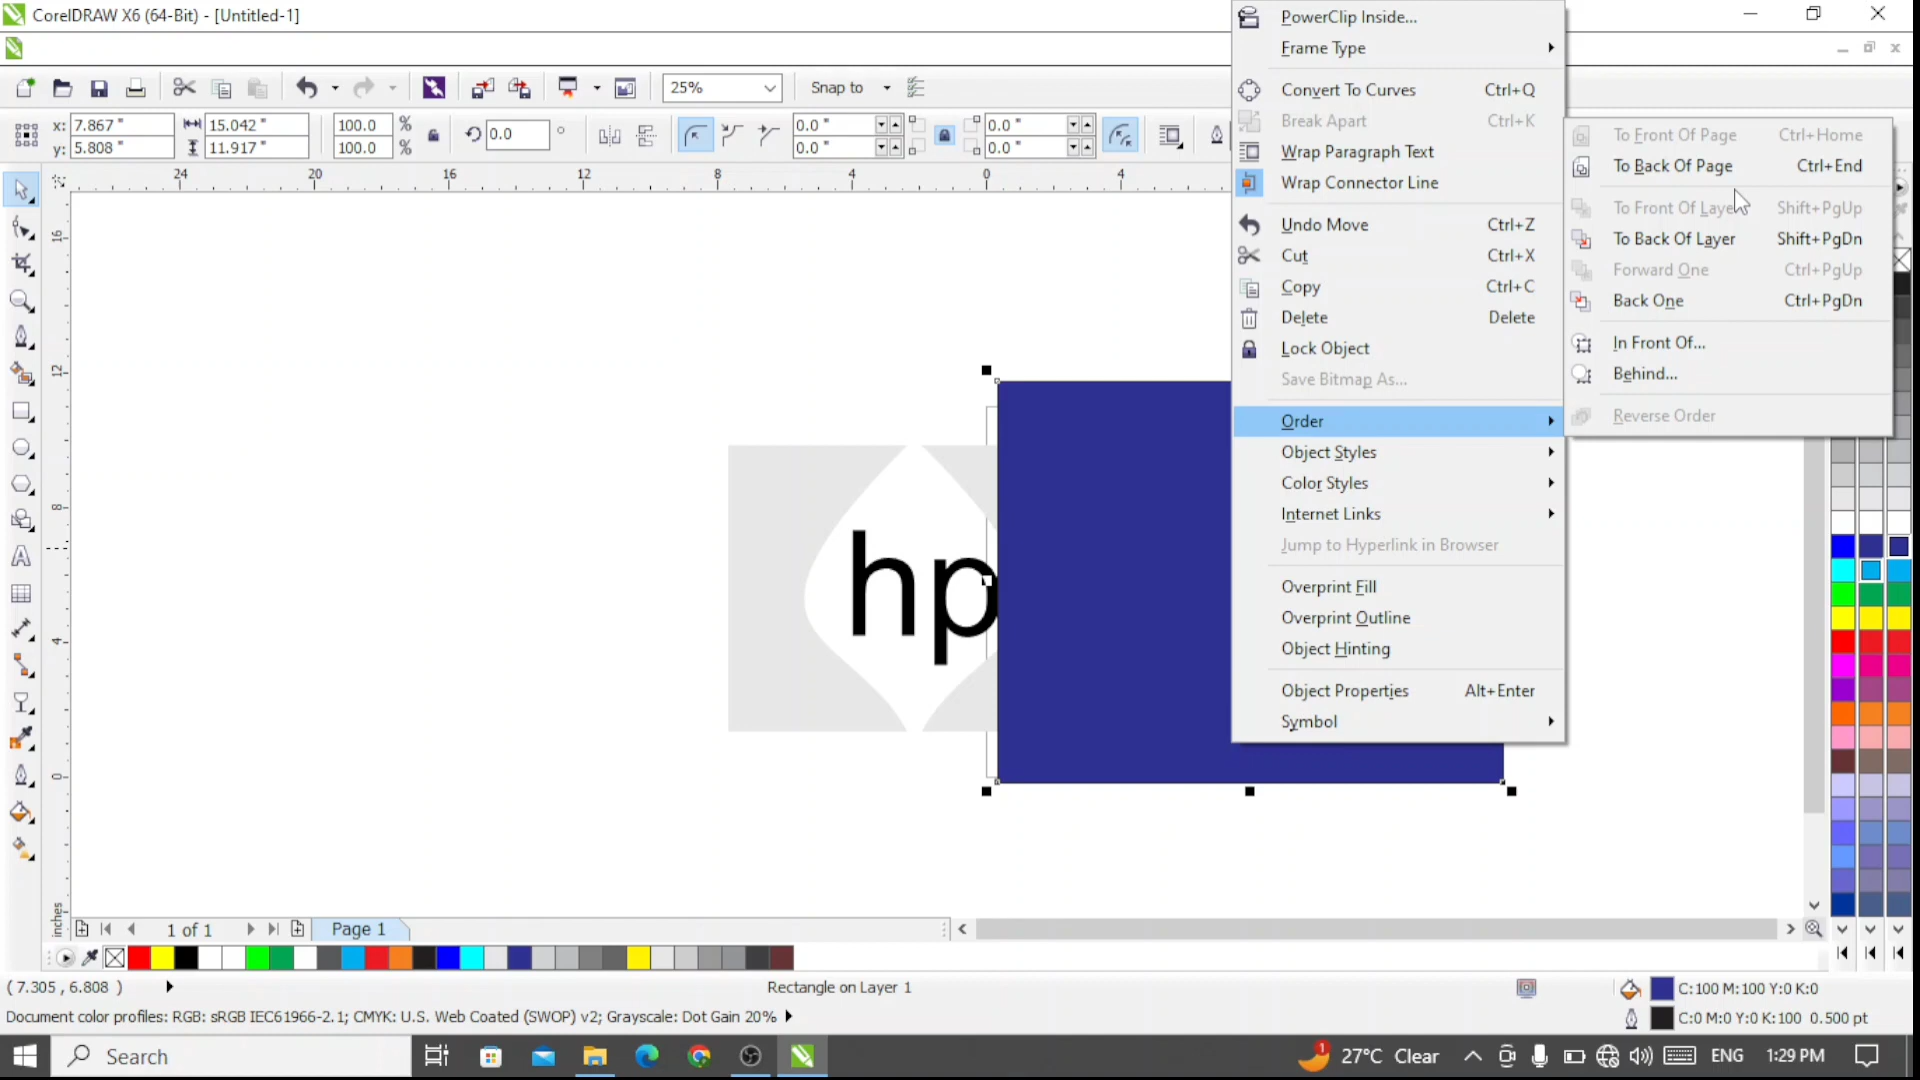 CorelDRAW X6 (64-Bit) - [Untitled-1]
25%
Snap to
x: 7.867 "
y: 5.808 "
15.042 "
11.917 "
100.0 %
100.0 %
0.0 °
0.0 "
0.0 "
0.0 "
0.0 "
24 20 16 12 8 4 0 4
16
12
8
4
0
inches
hp
PowerClip Inside...
Frame Type
Convert To Curves Ctrl+Q
Break Apart Ctrl+K
Wrap Paragraph Text
Wrap Connector Line
Undo Move Ctrl+Z
Cut Ctrl+X
Copy Ctrl+C
Delete Delete
Lock Object
Save Bitmap As...
Order
Object Styles
Color Styles
Internet Links
Jump to Hyperlink in Browser
Overprint Fill
Overprint Outline
Object Hinting
Object Properties Alt+Enter
Symbol
To Front Of Page Ctrl+Home
To Back Of Page Ctrl+End
To Front Of Laye Shift+PgUp
To Back Of Layer Shift+PgDn
Forward One Ctrl+PgUp
Back One Ctrl+PgDn
In Front Of...
Behind...
Reverse Order
1 of 1
Page 1
( 7.305 , 6.808 )
Rectangle on Layer 1
C:100 M:100 Y:0 K:0
Document color profiles: RGB: sRGB IEC61966-2.1; CMYK: U.S. Web Coated (SWOP) v2; Grayscale: Dot Gain 20%
C:0 M:0 Y:0 K:100 0.500 pt
Search
1
27°C Clear
ENG
1:29 PM